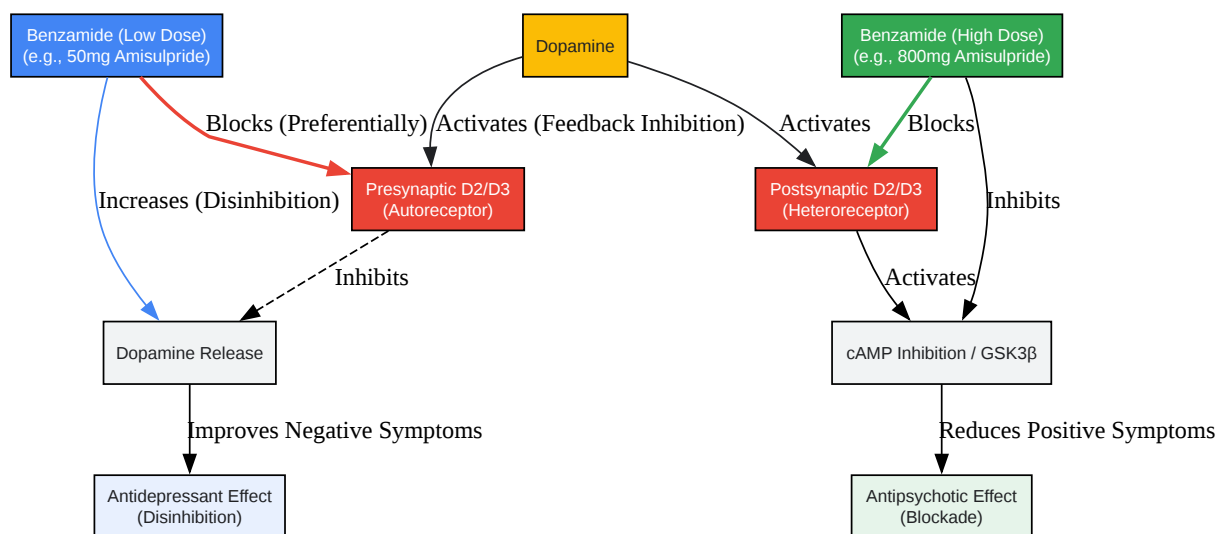 Benzamide (Low Dose)
(e.g., 50mg Amisulpride)
Dopamine
Benzamide (High Dose)
(e.g., 800mg Amisulpride)
Blocks (Preferentially)
Activates (Feedback Inhibition)
Activates
Blocks
Increases (Disinhibition)
Presynaptic D2/D3
(Autoreceptor)
Postsynaptic D2/D3
(Heteroreceptor)
Inhibits
Inhibits
Activates
Dopamine Release
cAMP Inhibition / GSK3β
Improves Negative Symptoms
Reduces Positive Symptoms
Antidepressant Effect
(Disinhibition)
Antipsychotic Effect
(Blockade)